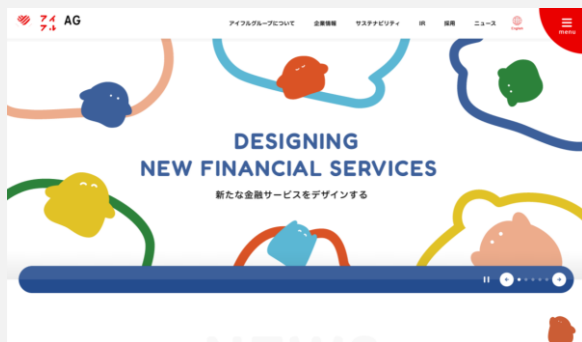 アイフル AG
アイフルグループについて 企業情報 サステナビリティ IR 採用 ニュース English
menu
DESIGNING
NEW FINANCIAL SERVICES
新たな金融サービスをデザインする
NEWS